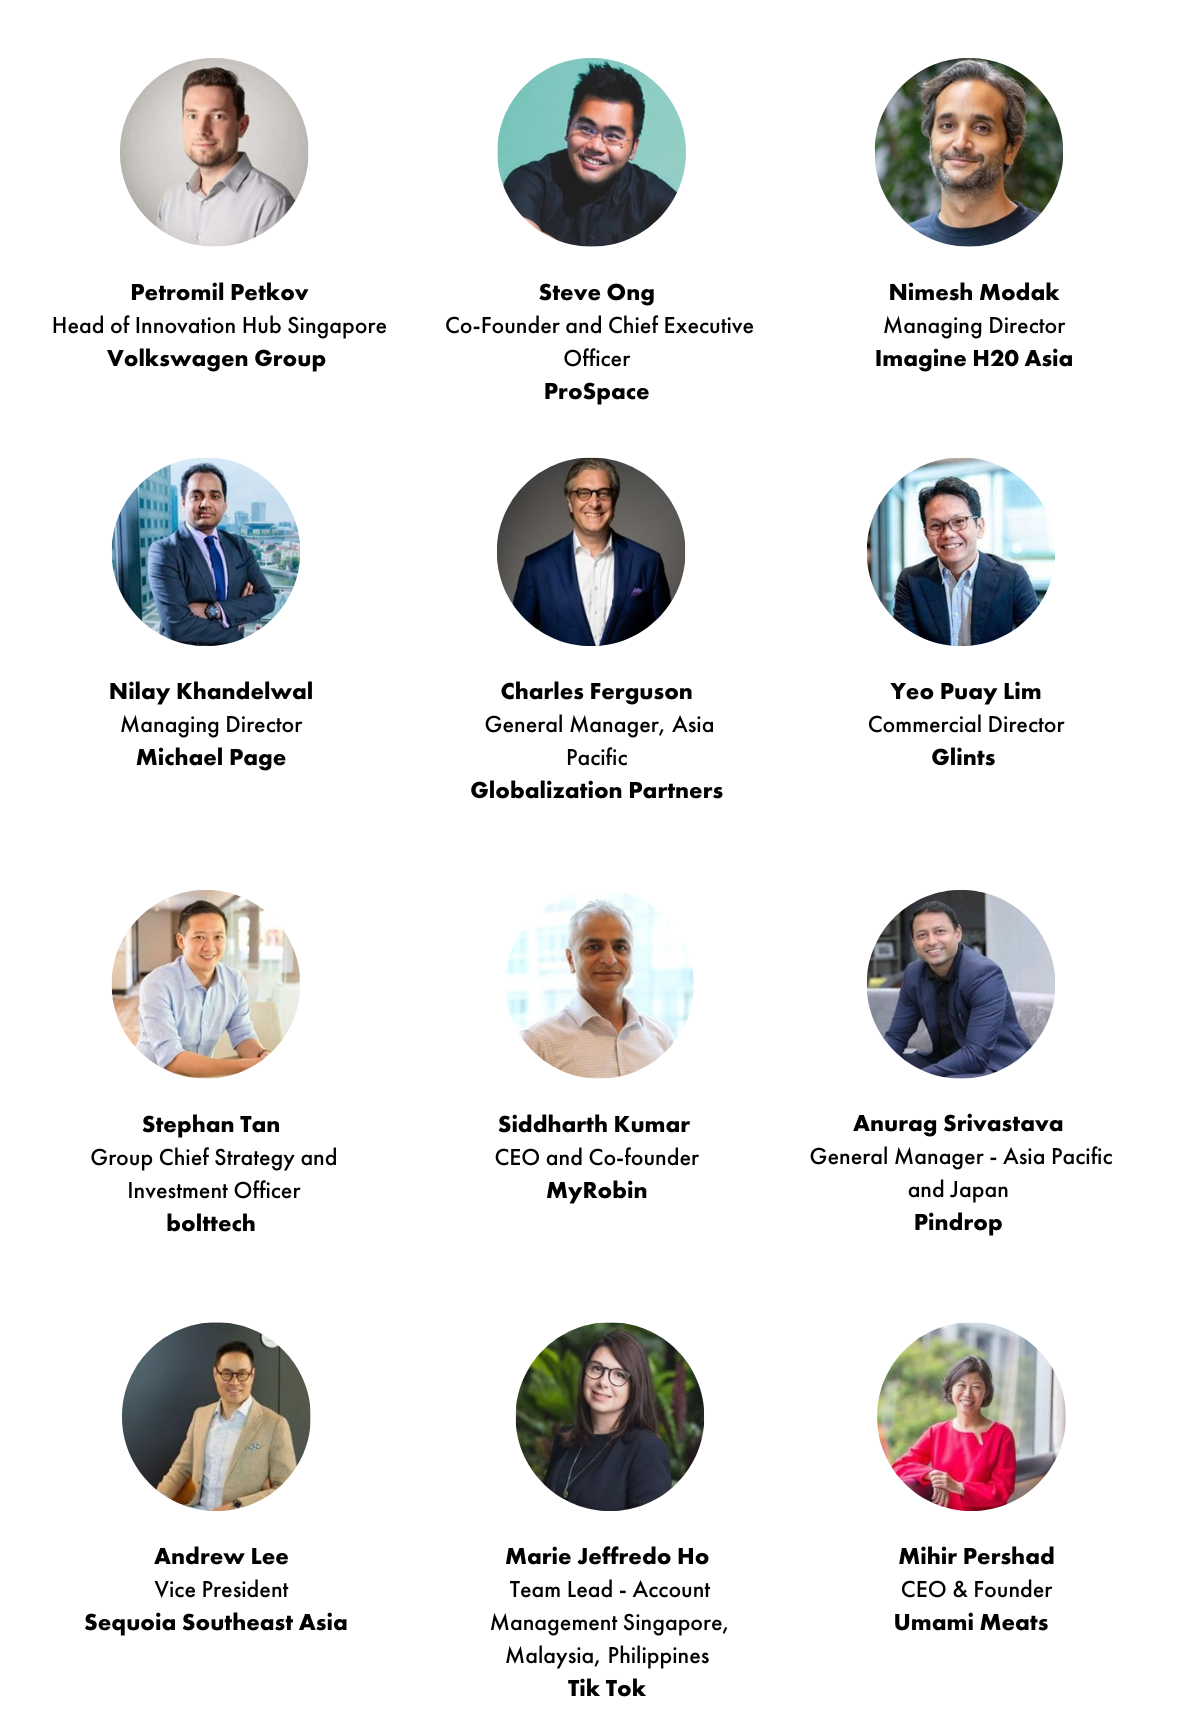 Petromil Petkov
Head of Innovation Hub Singapore
Volkswagen Group
Steve Ong
Co-Founder and Chief Executive
Officer
ProSpace
Nimesh Modak
Managing Director
Imagine H20 Asia
Nilay Khandelwal
Managing Director
Michael Page
Charles Ferguson
General Manager, Asia
Pacific
Globalization Partners
Yeo Puay Lim
Commercial Director
Glints
Stephan Tan
Group Chief Strategy and
Investment Officer
bolttech
Siddharth Kumar
CEO and Co-founder
MyRobin
Anurag Srivastava
General Manager - Asia Pacific
and Japan
Pindrop
Andrew Lee
Vice President
Sequoia Southeast Asia
Marie Jeffredo Ho
Team Lead - Account
Management Singapore,
Malaysia, Philippines
Tik Tok
Mihir Pershad
CEO & Founder
Umami Meats